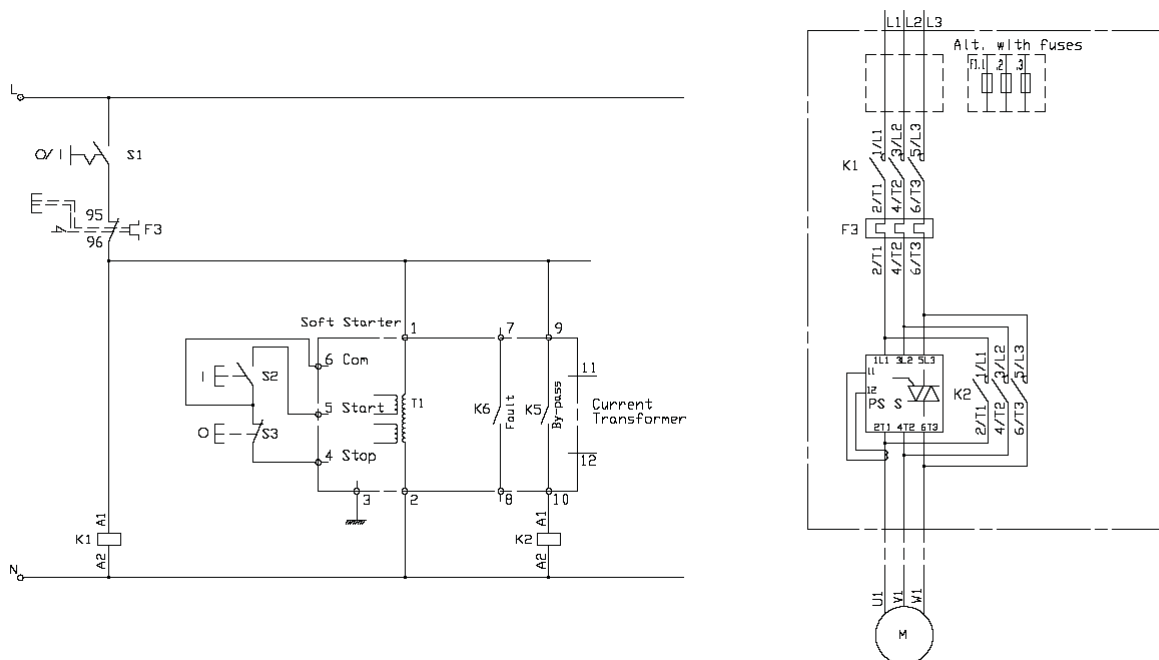 L
O/ I
S1
95
96
F3
Soft Starter
1
7
9
6 Com
11
I
S2
5 Start
T1
K6
Fault
K5
By-pass
Current
Transformer
O
S3
4 Stop
12
3
2
8
10
A1
K1
A2
A1
K2
A2
N
L1 L2 L3
Alt. with fuses
F1.1 .2 .3
K1
1/L1 3/L2 5/L3
2/T1 4/T2 6/T3
F3
2/T1 4/T2 6/T3
1L1 3L2 5L3
11
12
PS S
2T1 4T2 6T3
K2
1/L1 3/L2 5/L3
2/T1 4/T2 6/T3
U1 V1 W1
M